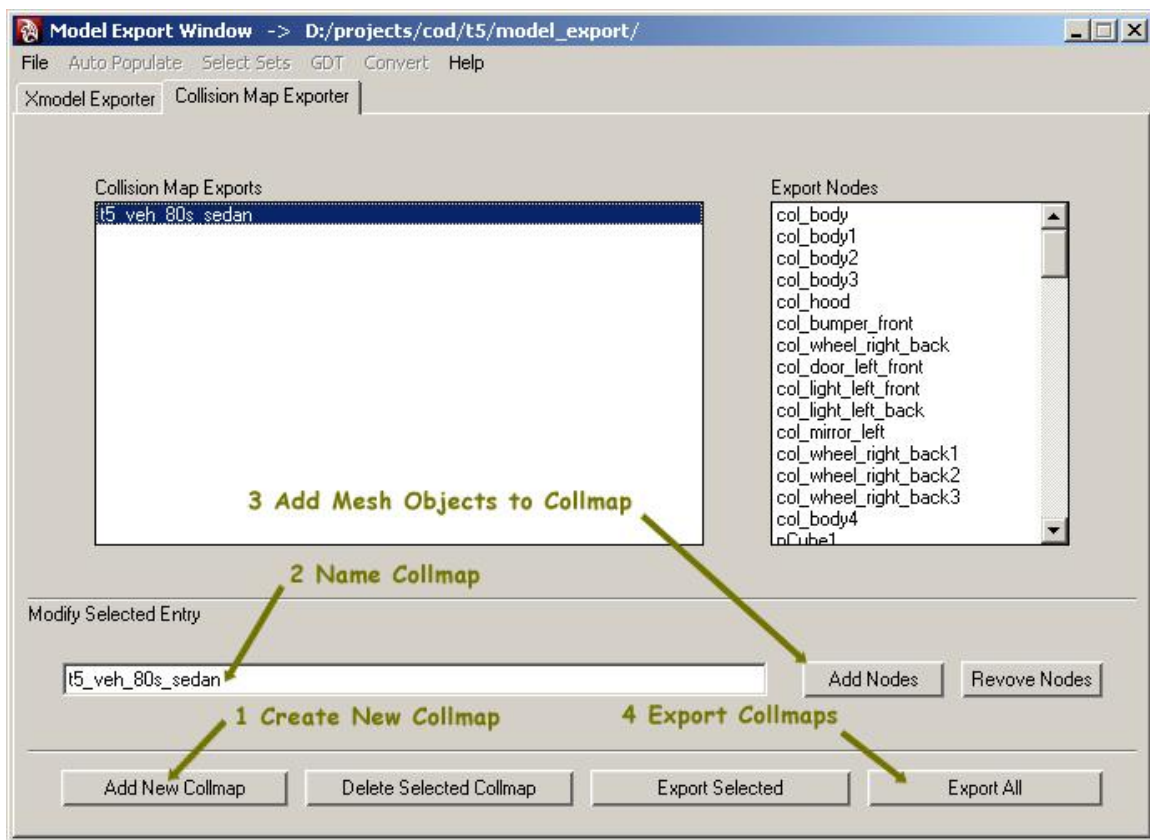 Model Export Window -> D:/projects/cod/t5/model_export/
File Auto Populate Select Sets GDT Convert Help
Xmodel Exporter Collision Map Exporter
Collision Map Exports Export Nodes
t5_veh_80s_sedan
col_body
col_body1
col_body2
col_body3
col_hood
col_bumper_front
col_wheel_right_back
col_door_left_front
col_light_left_front
col_light_left_back
col_mirror_left
col_wheel_right_back1
col_wheel_right_back2
col_wheel_right_back3
col_body4
pCube1
3 Add Mesh Objects to Collmap
2 Name Collmap
Modify Selected Entry
t5_veh_80s_sedan Add Nodes Revove Nodes
1 Create New Collmap 4 Export Collmaps
Add New Collmap Delete Selected Collmap Export Selected Export All